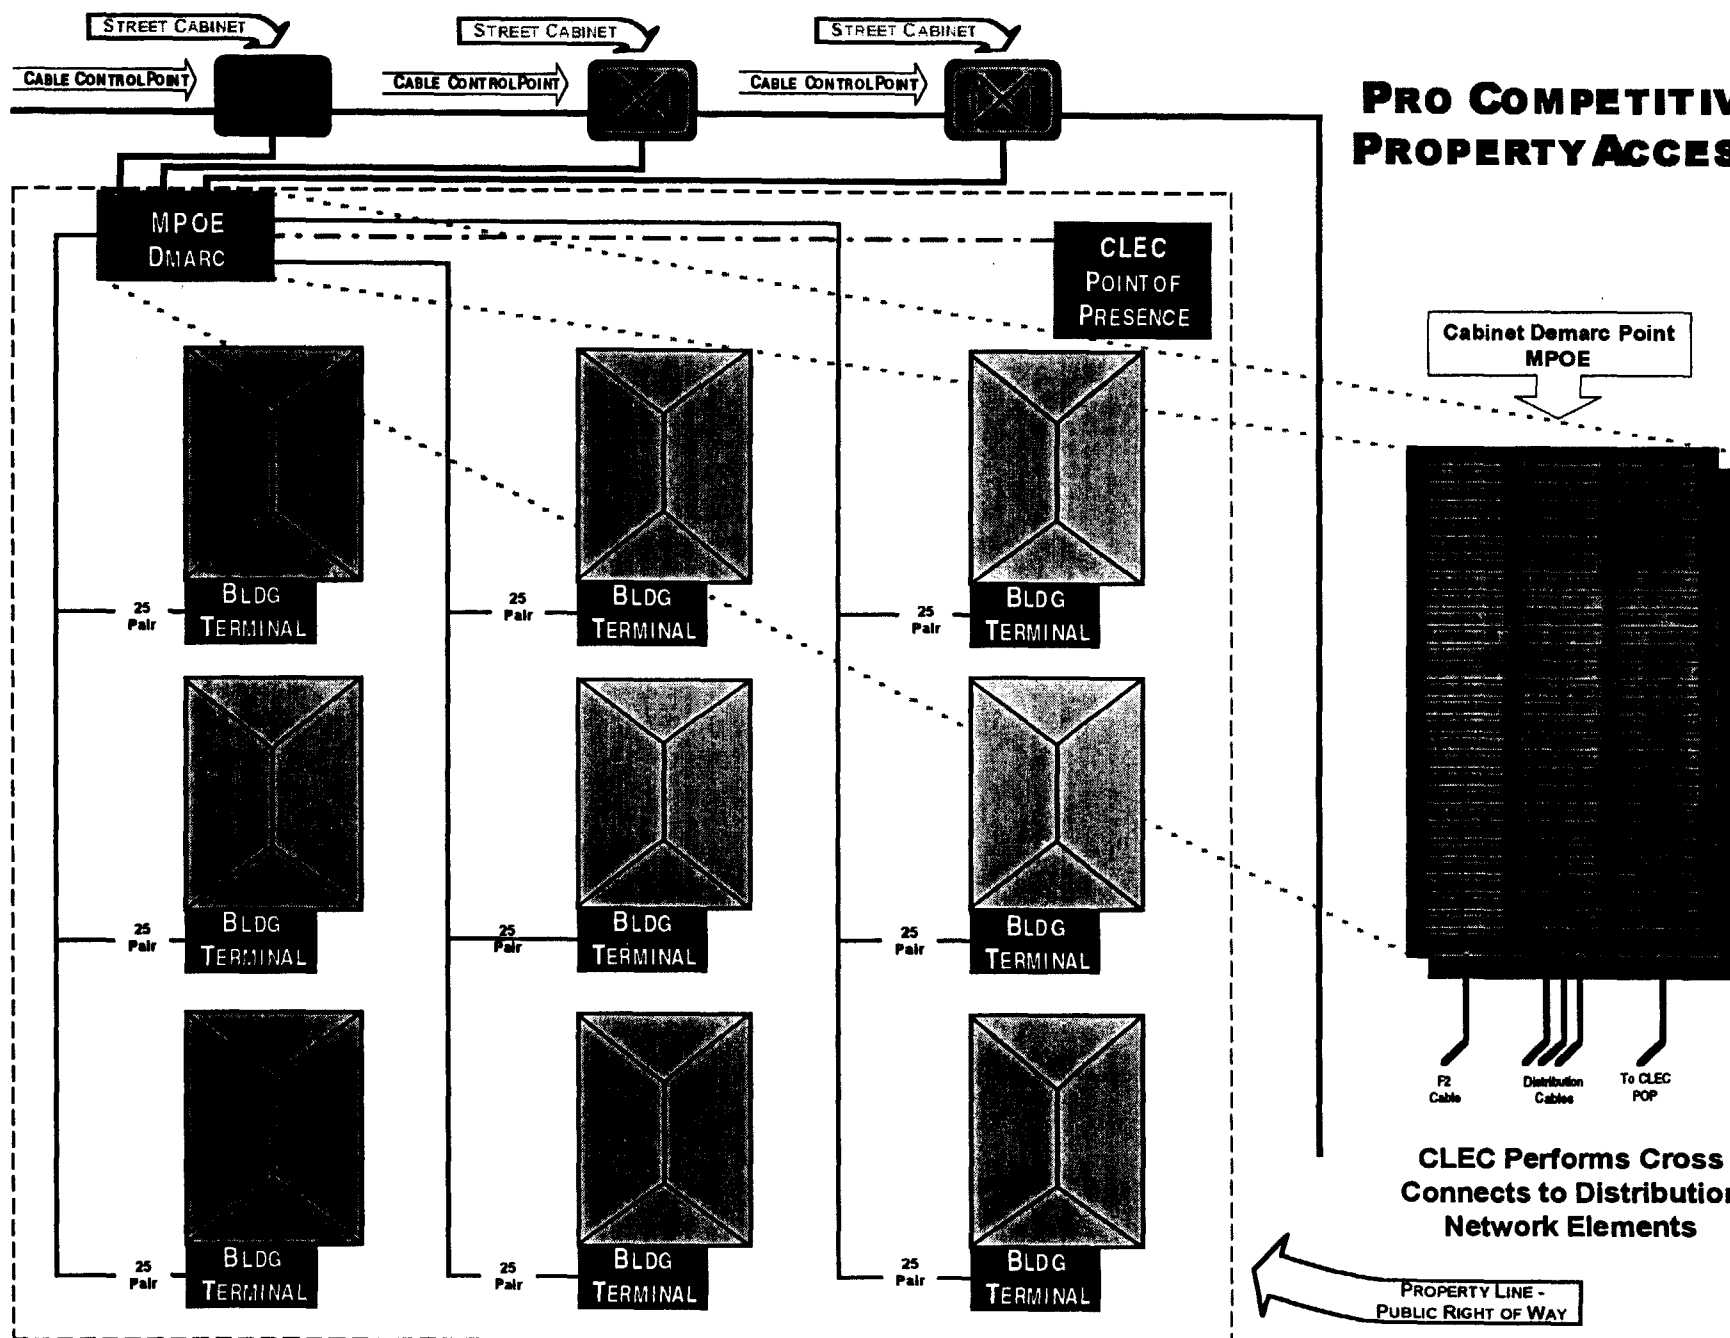 STREET CABINET
STREET CABINET
STREET CABINET
CABLE CONTROL POINT
CABLE CONTROL POINT
CABLE CONTROL POINT
PRO COMPETITIV
PROPERTY ACCES
MPOE
DMARC
CLEC
POINT OF
PRESENCE
Cabinet Demarc Point
MPOE
25
Pair
BLDG
TERMINAL
25
Pair
BLDG
TERMINAL
25
Pair
BLDG
TERMINAL
25
Pair
BLDG
TERMINAL
25
Pair
BLDG
TERMINAL
25
Pair
BLDG
TERMINAL
25
Pair
BLDG
TERMINAL
25
Pair
BLDG
TERMINAL
25
Pair
BLDG
TERMINAL
F2
Cable
Distribution
Cables
To CLEC
POP
CLEC Performs Cross
Connects to Distribution
Network Elements
PROPERTY LINE -
PUBLIC RIGHT OF WAY